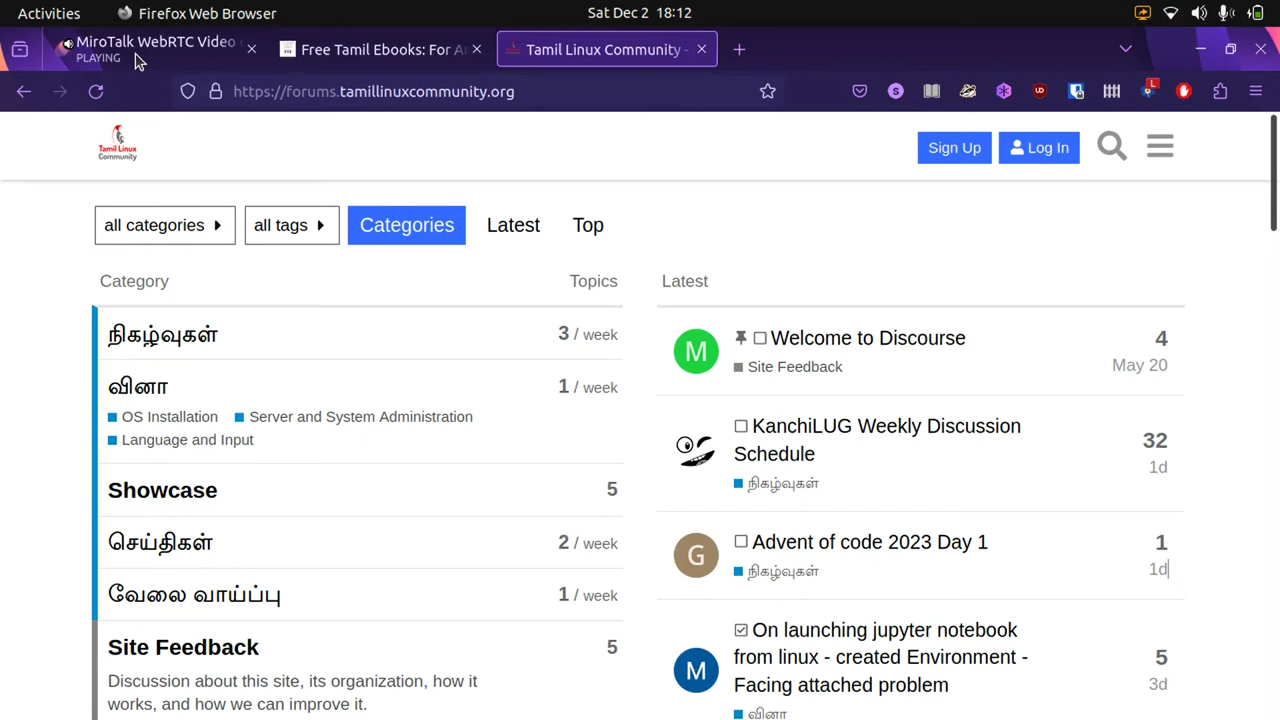 Activities
Firefox Web Browser
Sat Dec 2 18:12
MiroTalk WebRTC Video
PLAYING
Free Tamil Ebooks: For Ar
Tamil Linux Community -
https://forums.tamillinuxcommunity.org
Tamil Linux
Community
Sign Up
Log In
all categories
all tags
Categories
Latest
Top
Category
Topics
நிகழ்வுகள்
3 / week
வினா
1 / week
OS Installation
Server and System Administration
Language and Input
Showcase
5
செய்திகள்
2 / week
வேலை வாய்ப்பு
1 / week
Site Feedback
5
Discussion about this site, its organization, how it
works, and how we can improve it.
Latest
M
Welcome to Discourse
4
Site Feedback
May 20
KanchiLUG Weekly Discussion
Schedule
32
1d
நிகழ்வுகள்
G
Advent of code 2023 Day 1
1
நிகழ்வுகள்
1d
M
On launching jupyter notebook
from linux - created Environment -
Facing attached problem
5
3d
வினா